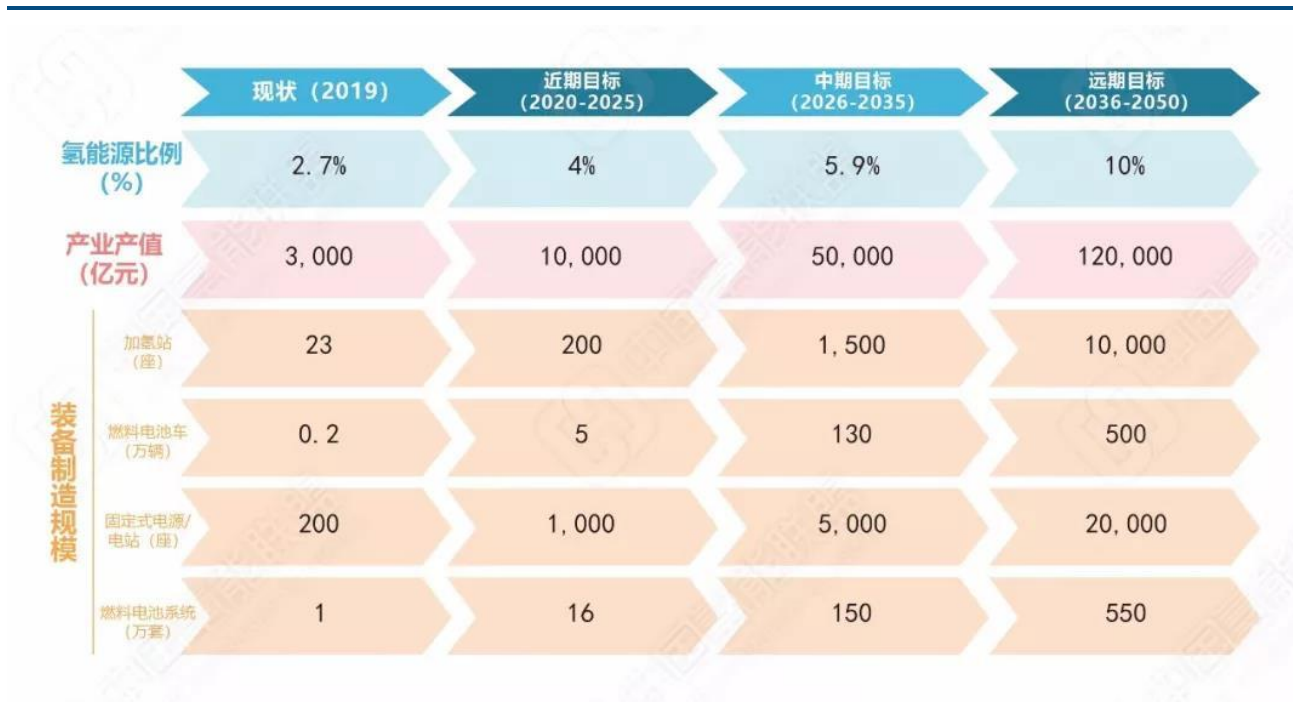 现状（2019）
近期目标
（2020-2025）
中期目标
（2026-2035）
远期目标
（2036-2050）
氢能源比例
（%）
2.7%
4%
5.9%
10%
产业产值
（亿元）
3,000
10,000
50,000
120,000
装备制造规模
加氢站
（座）
23
200
1,500
10,000
燃料电池车
（万辆）
0.2
5
130
500
固定式电源/
电站（座）
200
1,000
5,000
20,000
燃料电池系统
（万套）
1
16
150
550